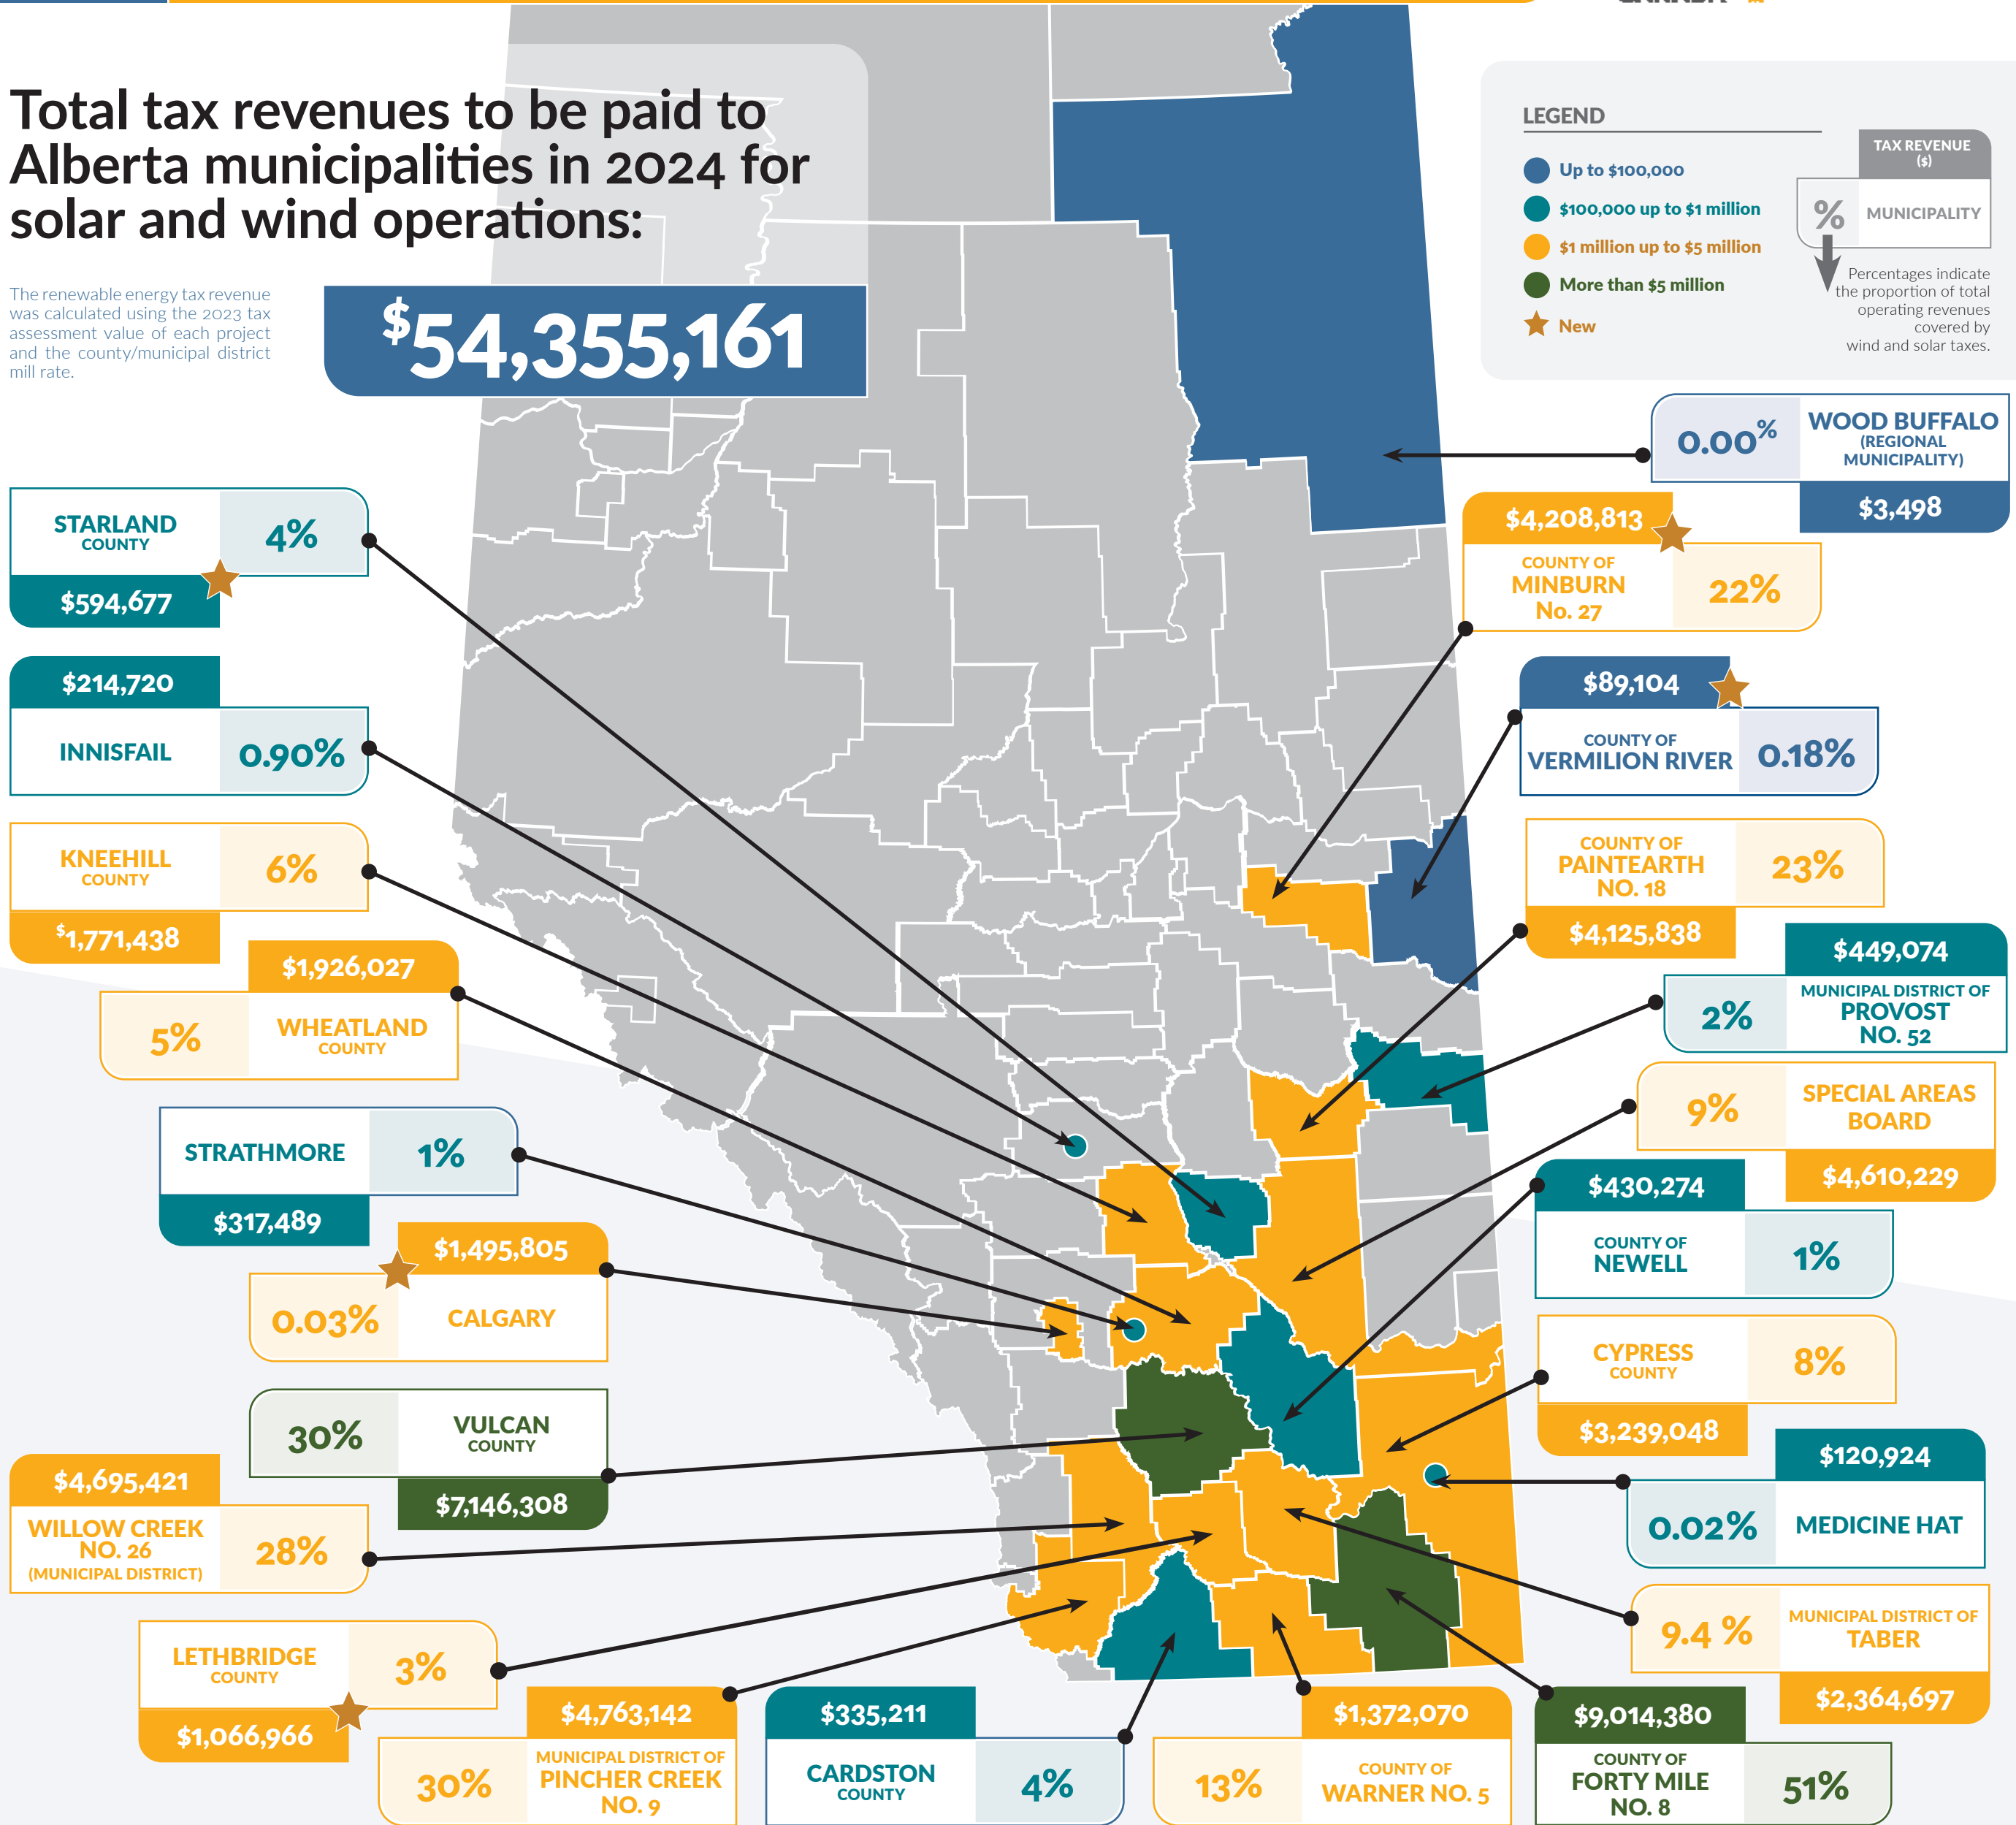 Total tax revenues to be paid to
Alberta municipalities in 2024 for
solar and wind operations:
The renewable energy tax revenue
was calculated using the 2023 tax
assessment value of each project
and the county/municipal district
mill rate.
$54,355,161
LEGEND
Up to $100,000
$100,000 up to $1 million
$1 million up to $5 million
More than $5 million
New
TAX REVENUE
($)
%
MUNICIPALITY
Percentages indicate
the proportion of total
operating revenues
covered by
wind and solar taxes.
0.00%
WOOD BUFFALO
(REGIONAL
MUNICIPALITY)
$3,498
STARLAND
COUNTY
4%
$594,677
$4,208,813
COUNTY OF
MINBURN
No. 27
22%
$214,720
INNISFAIL
0.90%
$89,104
COUNTY OF
VERMILION RIVER
0.18%
KNEEHILL
COUNTY
6%
$1,771,438
COUNTY OF
PAINTEARTH
NO. 18
23%
$4,125,838
$1,926,027
5%
WHEATLAND
COUNTY
$449,074
2%
MUNICIPAL DISTRICT OF
PROVOST
NO. 52
9%
SPECIAL AREAS
BOARD
$4,610,229
STRATHMORE
1%
$317,489
$430,274
COUNTY OF
NEWELL
1%
$1,495,805
0.03%
CALGARY
CYPRESS
COUNTY
8%
$3,239,048
30%
VULCAN
COUNTY
$7,146,308
$120,924
0.02%
MEDICINE HAT
$4,695,421
WILLOW CREEK
NO. 26
(MUNICIPAL DISTRICT)
28%
9.4 %
MUNICIPAL DISTRICT OF
TABER
$2,364,697
LETHBRIDGE
COUNTY
3%
$1,066,966
$4,763,142
30%
MUNICIPAL DISTRICT OF
PINCHER CREEK
NO. 9
$335,211
CARDSTON
COUNTY
4%
$1,372,070
13%
COUNTY OF
WARNER NO. 5
$9,014,380
COUNTY OF
FORTY MILE
NO. 8
51%